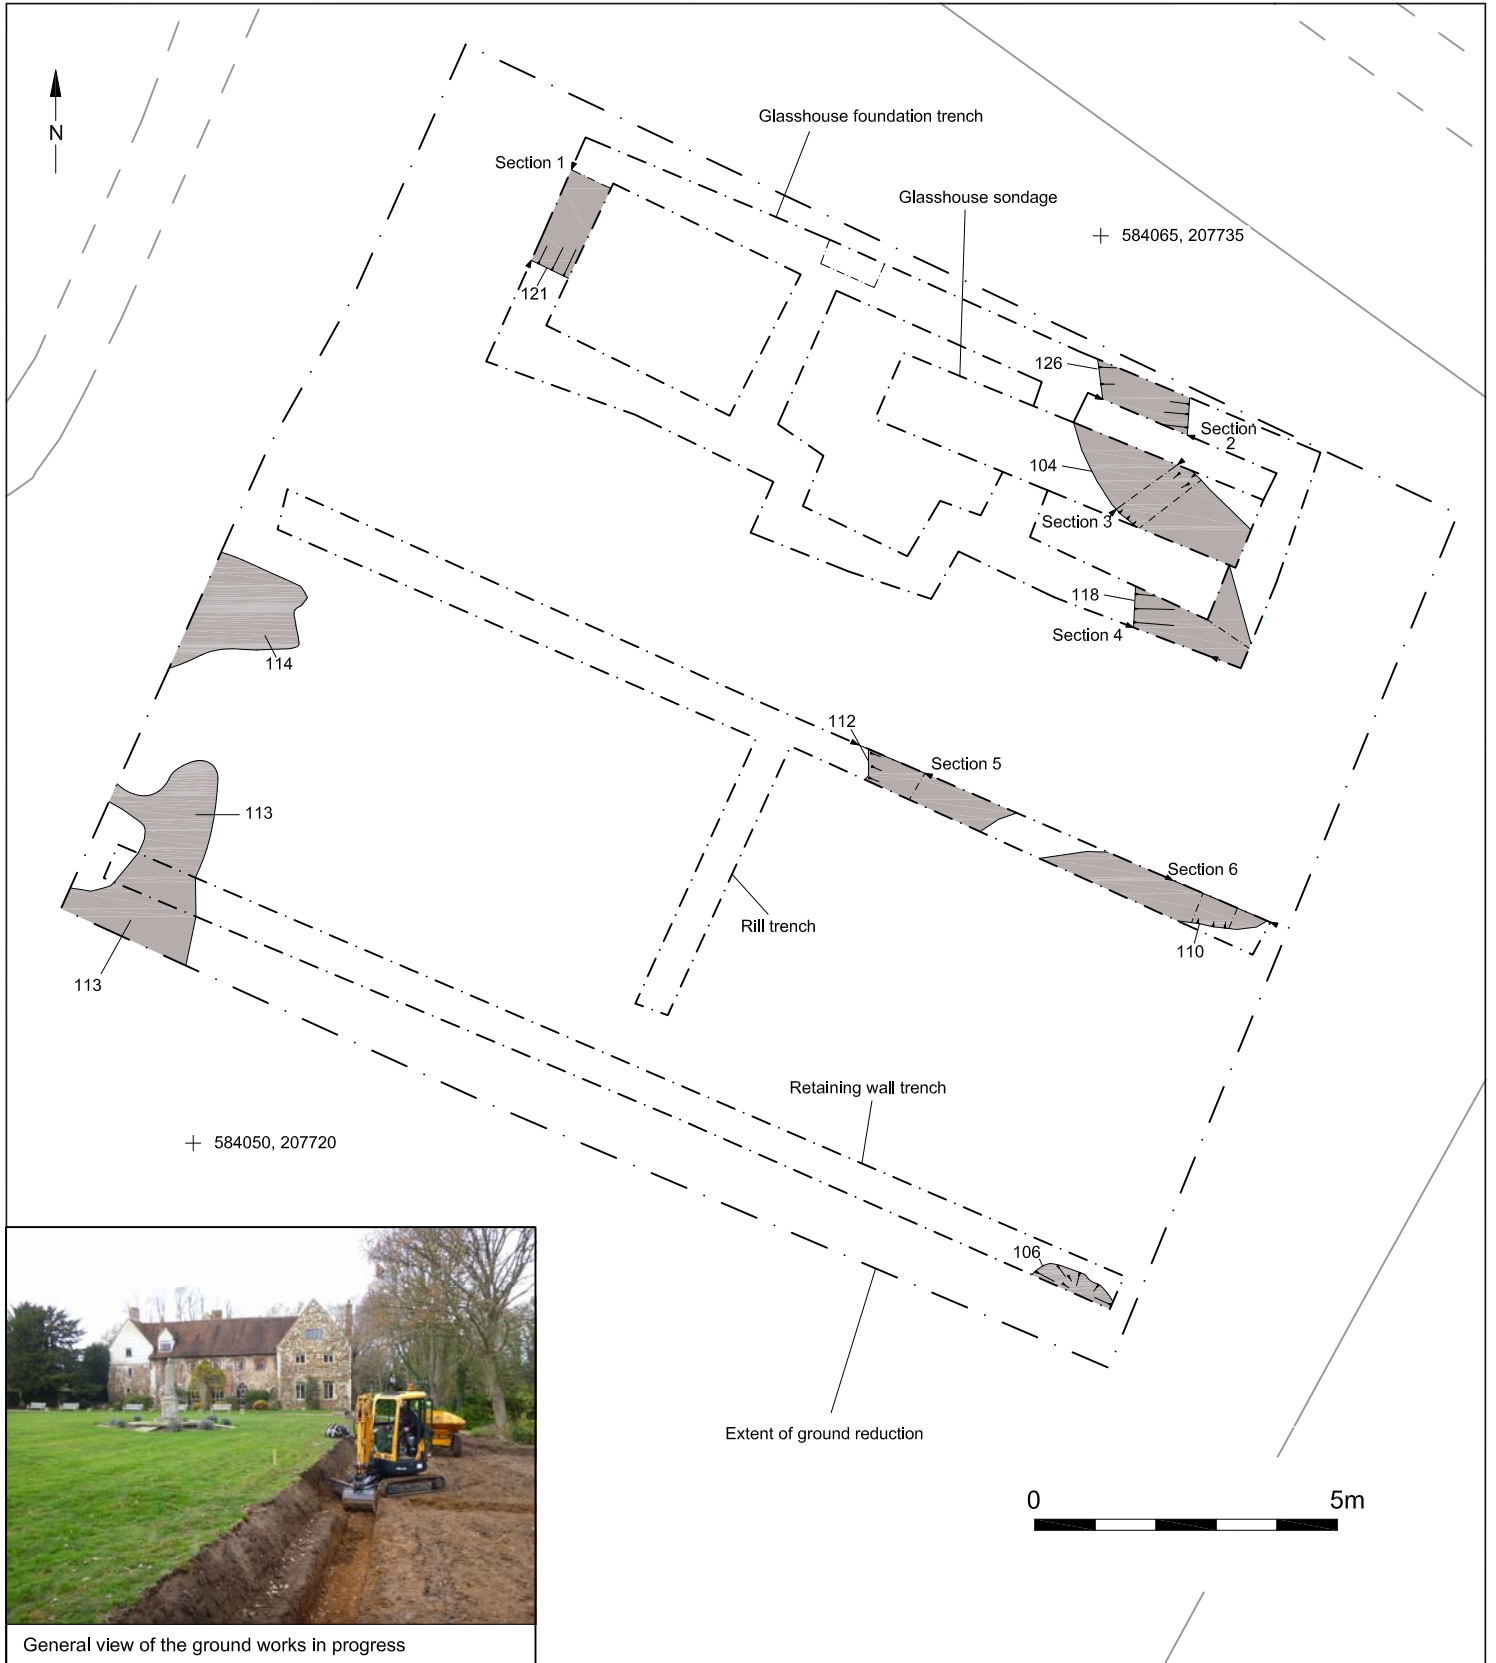 N
Glasshouse foundation trench
Section 1
Glasshouse sondage
584065, 207735
121
126
Section
2
104
Section 3
118
Section 4
114
112
Section 5
113
Section 6
Rill trench
110
113
Retaining wall trench
584050, 207720
106
Extent of ground reduction
0 5m
General view of the ground works in progress